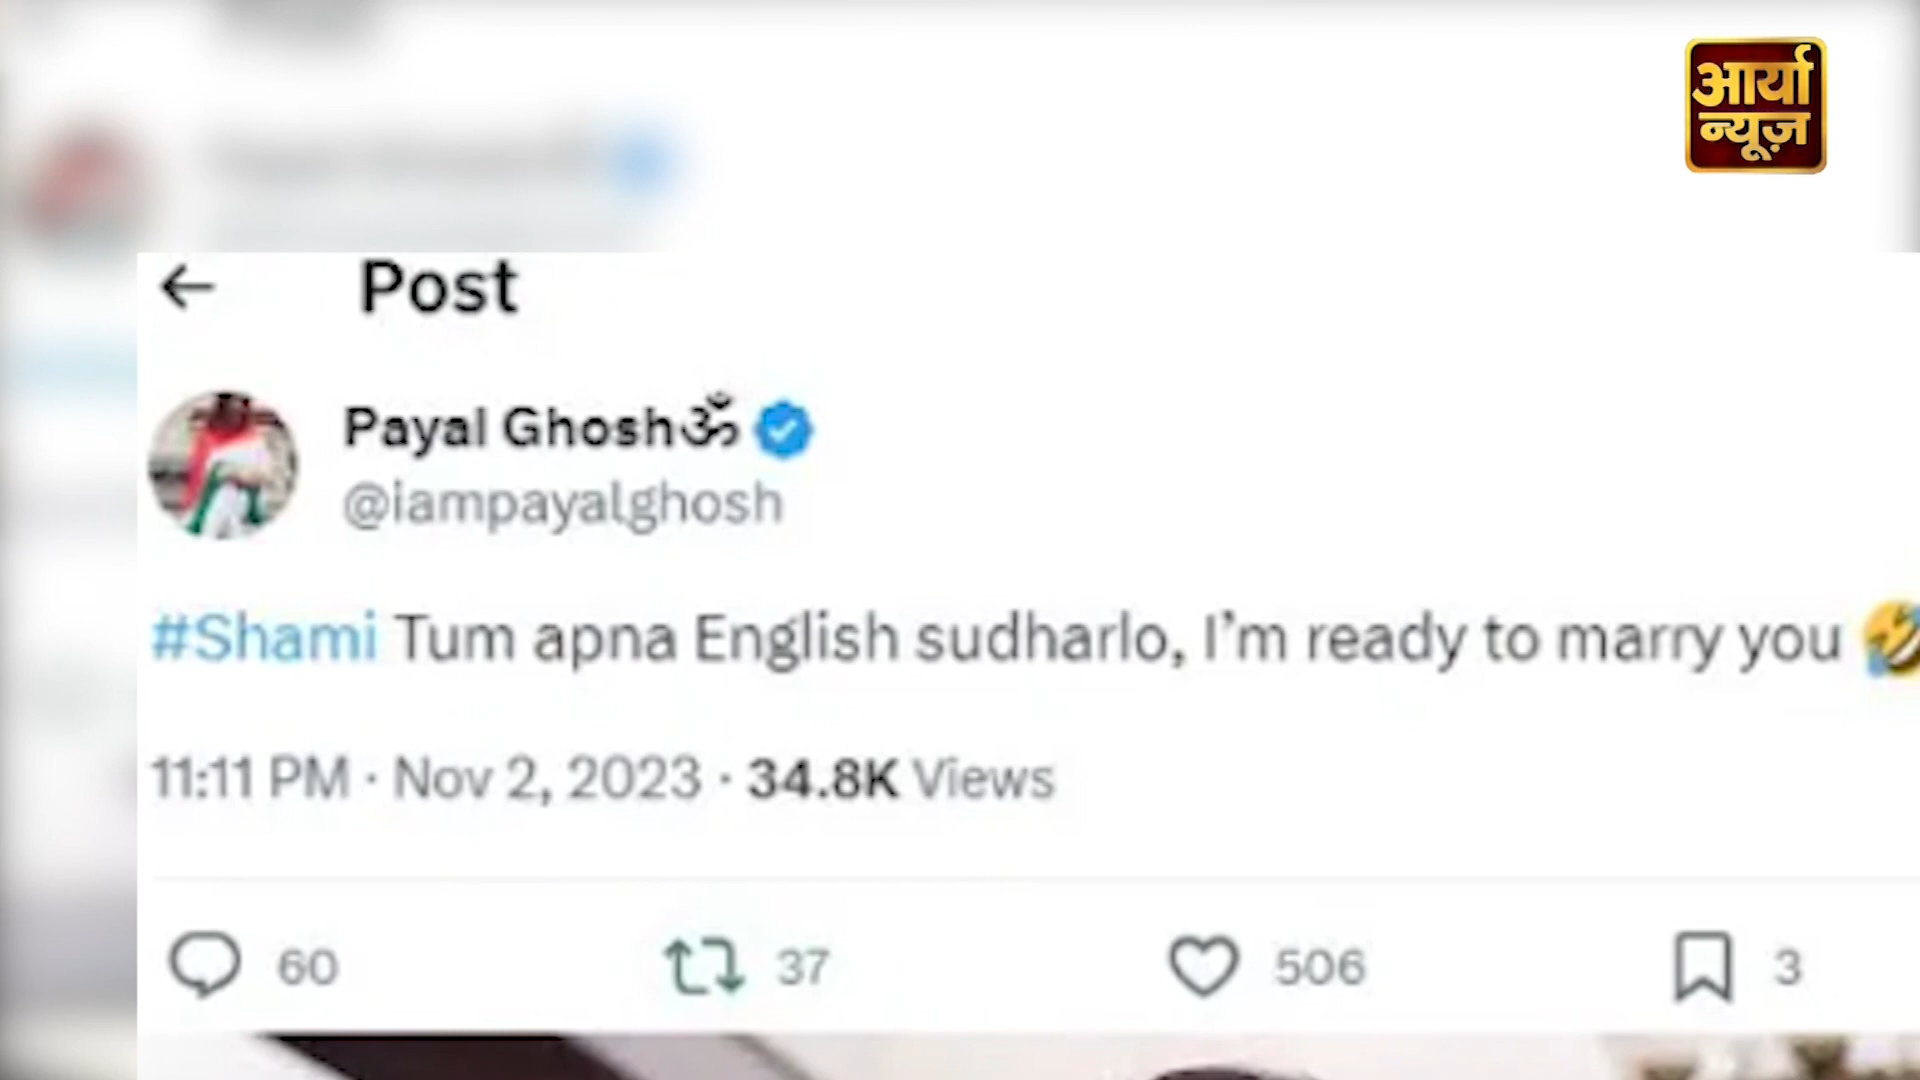 आर्या
न्यूज़
Post
Payal Ghoshॐ
@iampayalghosh
#Shami Tum apna English sudharlo, I’m ready to marry you 🤣
11:11 PM · Nov 2, 2023 · 34.8K Views
60 37 506 3